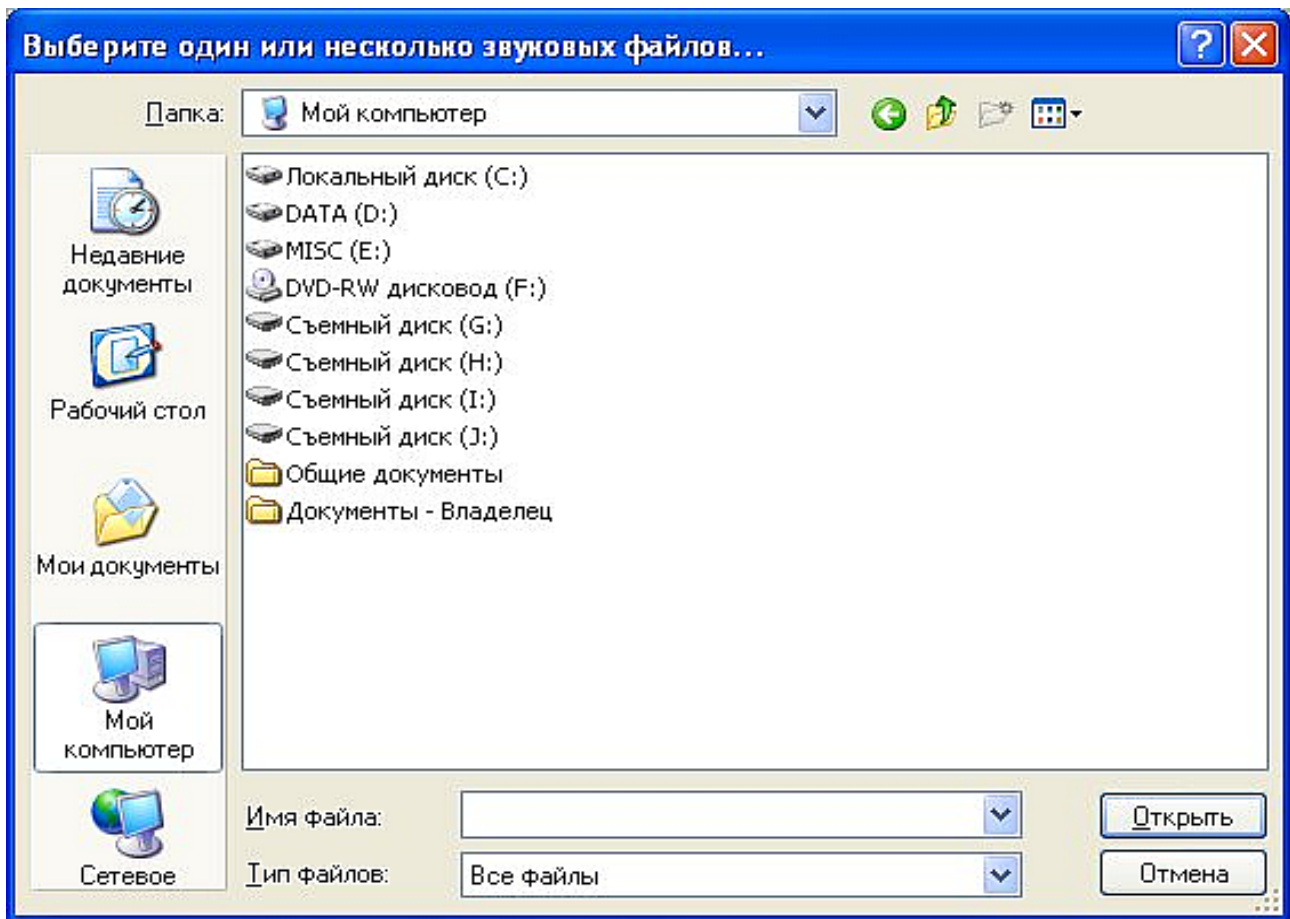 Выберите один или несколько звуковых файлов...
Папка:
Мой компьютер
Недавние
документы
Рабочий стол
Мои документы
Мой
компьютер
Сетевое
Локальный диск (C:)
DATA (D:)
MISC (E:)
DVD-RW дисковод (F:)
Съемный диск (G:)
Съемный диск (H:)
Съемный диск (I:)
Съемный диск (J:)
Общие документы
Документы - Владелец
Имя файла:
Открыть
Тип файлов:
Все файлы
Отмена